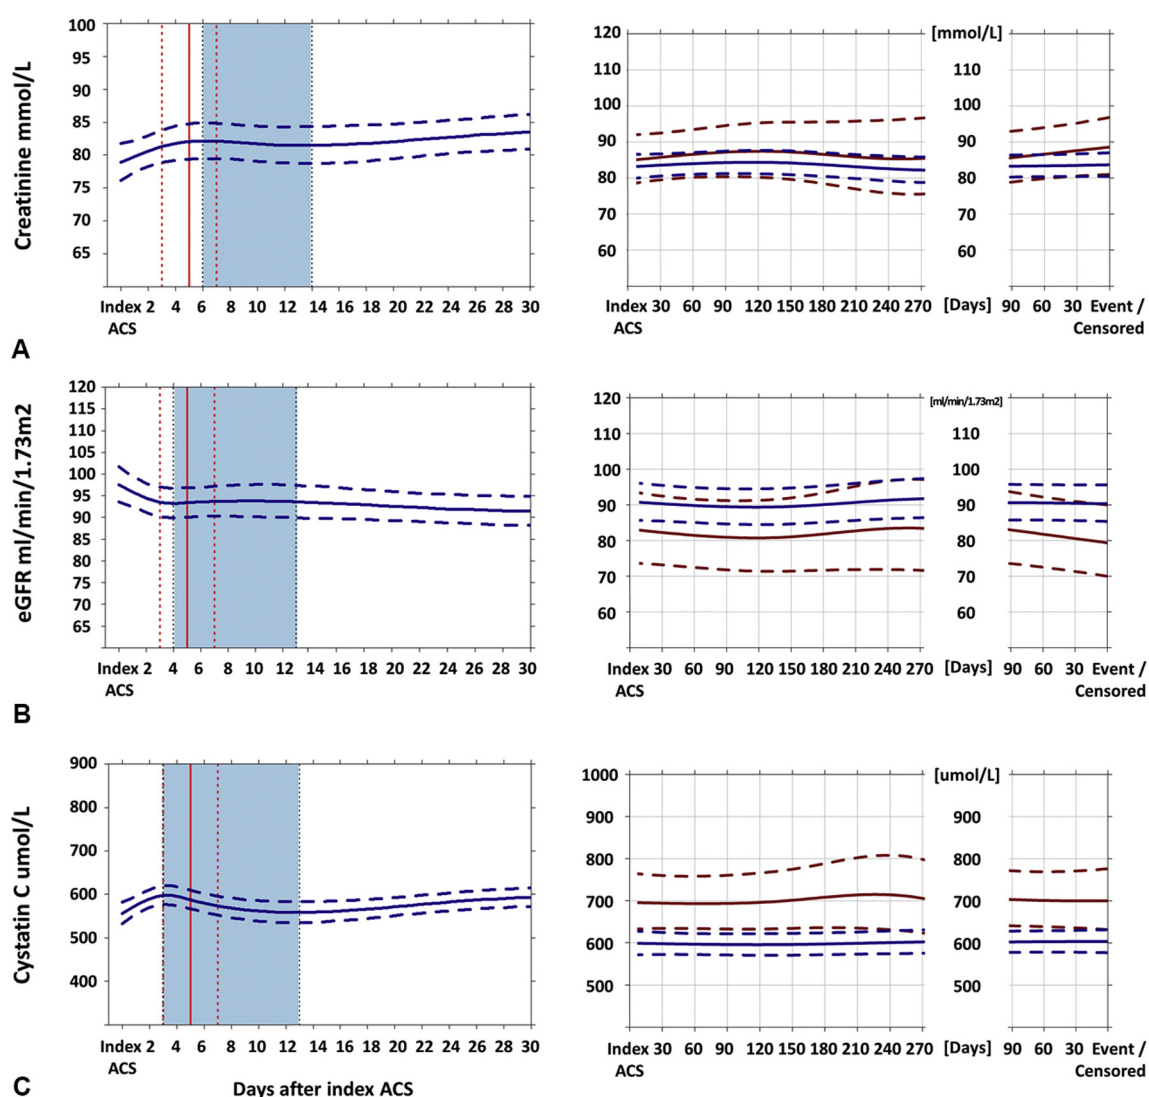 Creatinine mmol/L
100
95
90
85
80
75
70
65
Index 2 4 6 8 10 12 14 16 18 20 22 24 26 28 30
ACS
120
110
100
90
80
70
60
[mmol/L]
110
100
90
80
70
60
Index 30 60 90 120 150 180 210 240 270 [Days] 90 60 30 Event /
ACS
Censored
A
eGFR ml/min/1.73m2
120
115
110
105
100
95
90
85
80
75
70
65
Index 2 4 6 8 10 12 14 16 18 20 22 24 26 28 30
ACS
120
110
100
90
80
70
60
[ml/min/1.73m2]
110
100
90
80
70
60
Index 30 60 90 120 150 180 210 240 270 [Days] 90 60 30 Event /
ACS
Censored
B
Cystatin C umol/L
900
800
700
600
500
400
Index 2 4 6 8 10 12 14 16 18 20 22 24 26 28 30
ACS
Days after index ACS
1000
900
800
700
600
500
[umol/L]
900
800
700
600
500
Index 30 60 90 120 150 180 210 240 270 [Days] 90 60 30 Event /
ACS
Censored
C